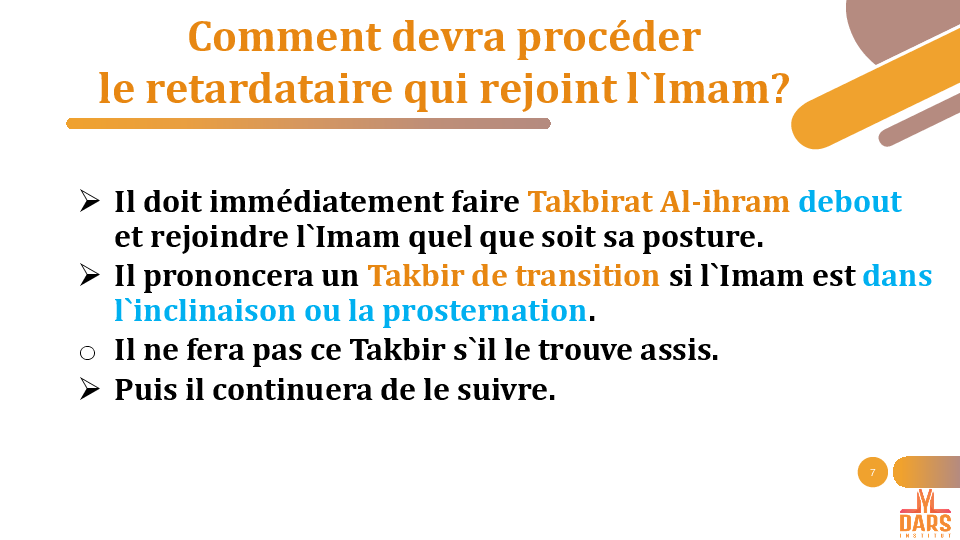 Comment devra procéder
le retardataire qui rejoint l`Imam?
➢ Il doit immédiatement faire Takbirat Al-ihram debout
et rejoindre l`Imam quel que soit sa posture.
➢ Il prononcera un Takbir de transition si l`Imam est dans
l`inclinaison ou la prosternation.
o Il ne fera pas ce Takbir s`il le trouve assis.
➢ Puis il continuera de le suivre.
7
DARS
INSTITUT